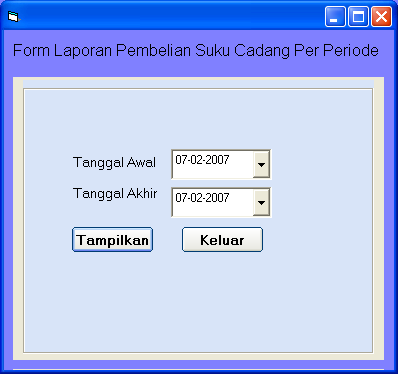 Form Laporan Pembelian Suku Cadang Per Periode
Tanggal Awal 07-02-2007
Tanggal Akhir 07-02-2007
Tampilkan Keluar